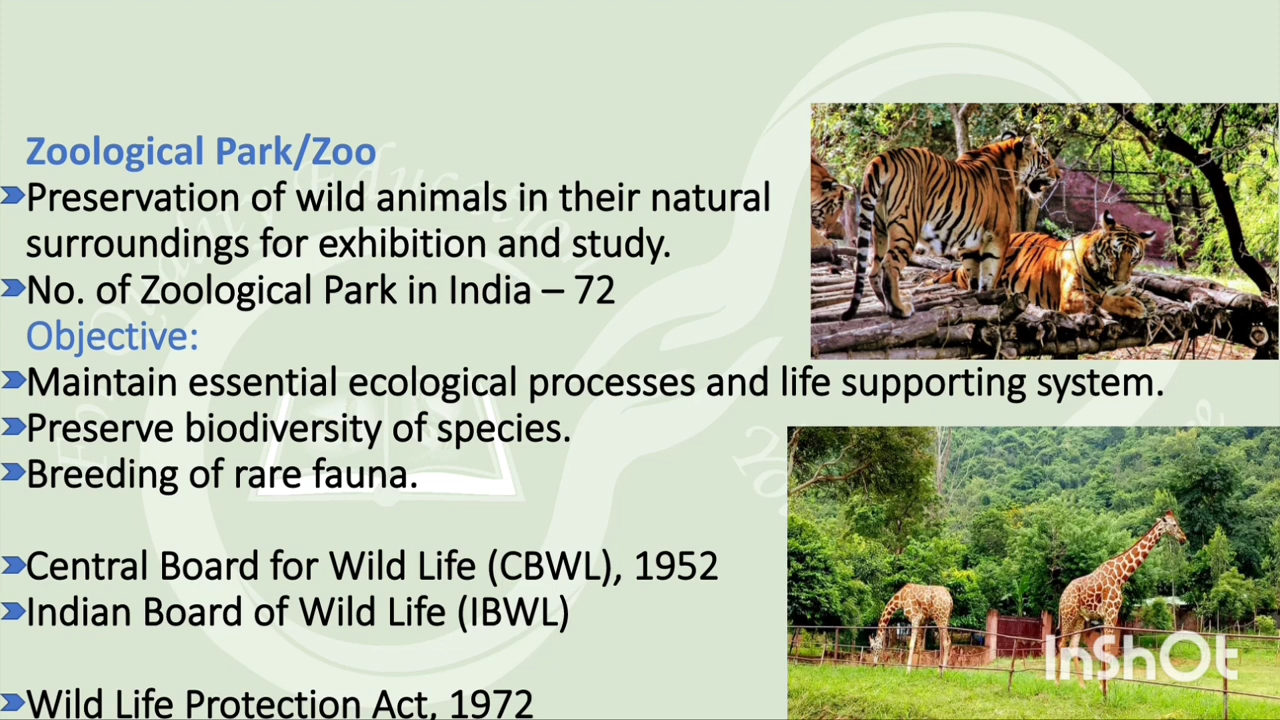 Zoological Park/Zoo
Preservation of wild animals in their natural
surroundings for exhibition and study.
No. of Zoological Park in India – 72
Objective:
Maintain essential ecological processes and life supporting system.
Preserve biodiversity of species.
Breeding of rare fauna.
Central Board for Wild Life (CBWL), 1952
Indian Board of Wild Life (IBWL)
Wild Life Protection Act, 1972
InShOt